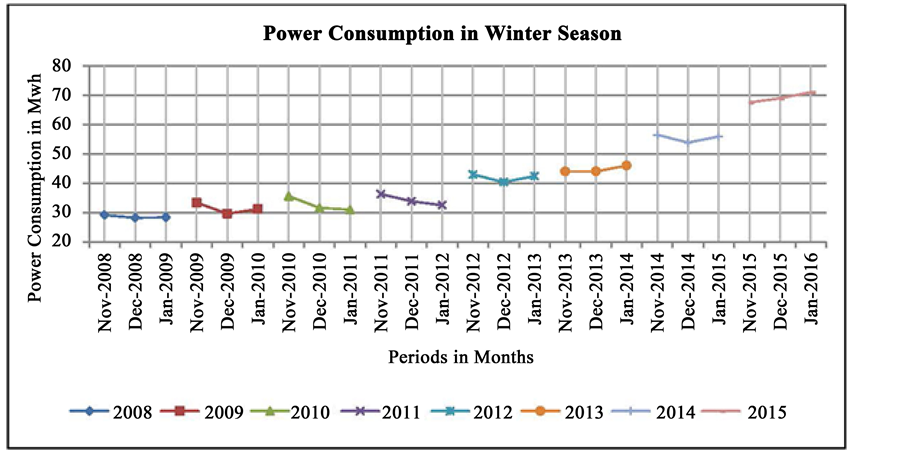 Power Consumption in Winter Season
Power Consumption in Mwh
80
70
60
50
40
30
20
Nov-2008
Dec-2008
Jan-2009
Nov-2009
Dec-2009
Jan-2010
Nov-2010
Dec-2010
Jan-2011
Nov-2011
Dec-2011
Jan-2012
Nov-2012
Dec-2012
Jan-2013
Nov-2013
Dec-2013
Jan-2014
Nov-2014
Dec-2014
Jan-2015
Nov-2015
Dec-2015
Jan-2016
Periods in Months
2008 2009 2010 2011 2012 2013 2014 2015